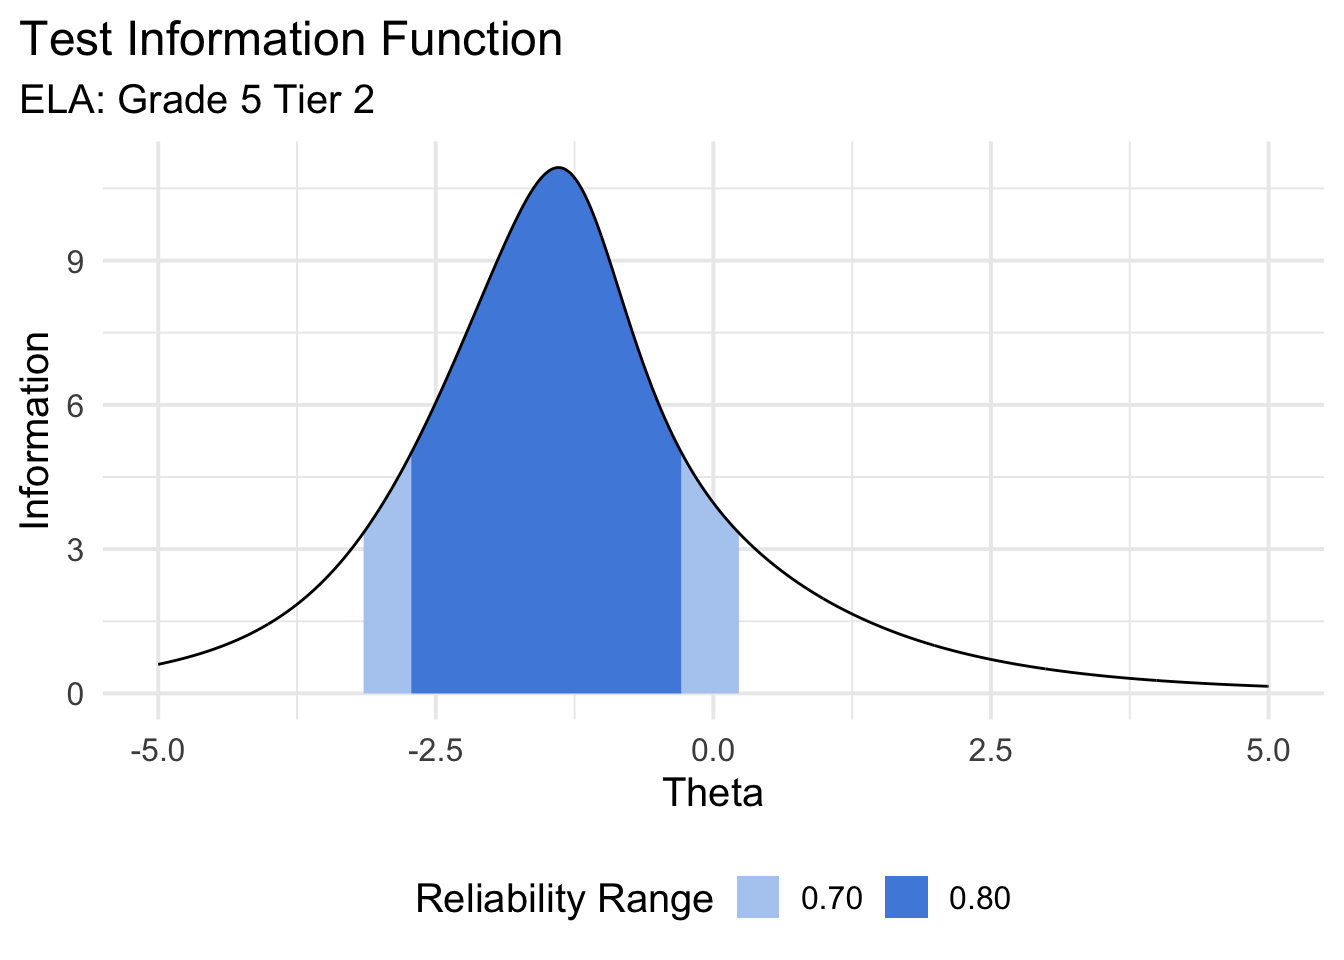 Test Information Function
ELA: Grade 5 Tier 2
Information
9
6
3
0
-5.0 -2.5 0.0 2.5 5.0
Theta
Reliability Range 0.70 0.80